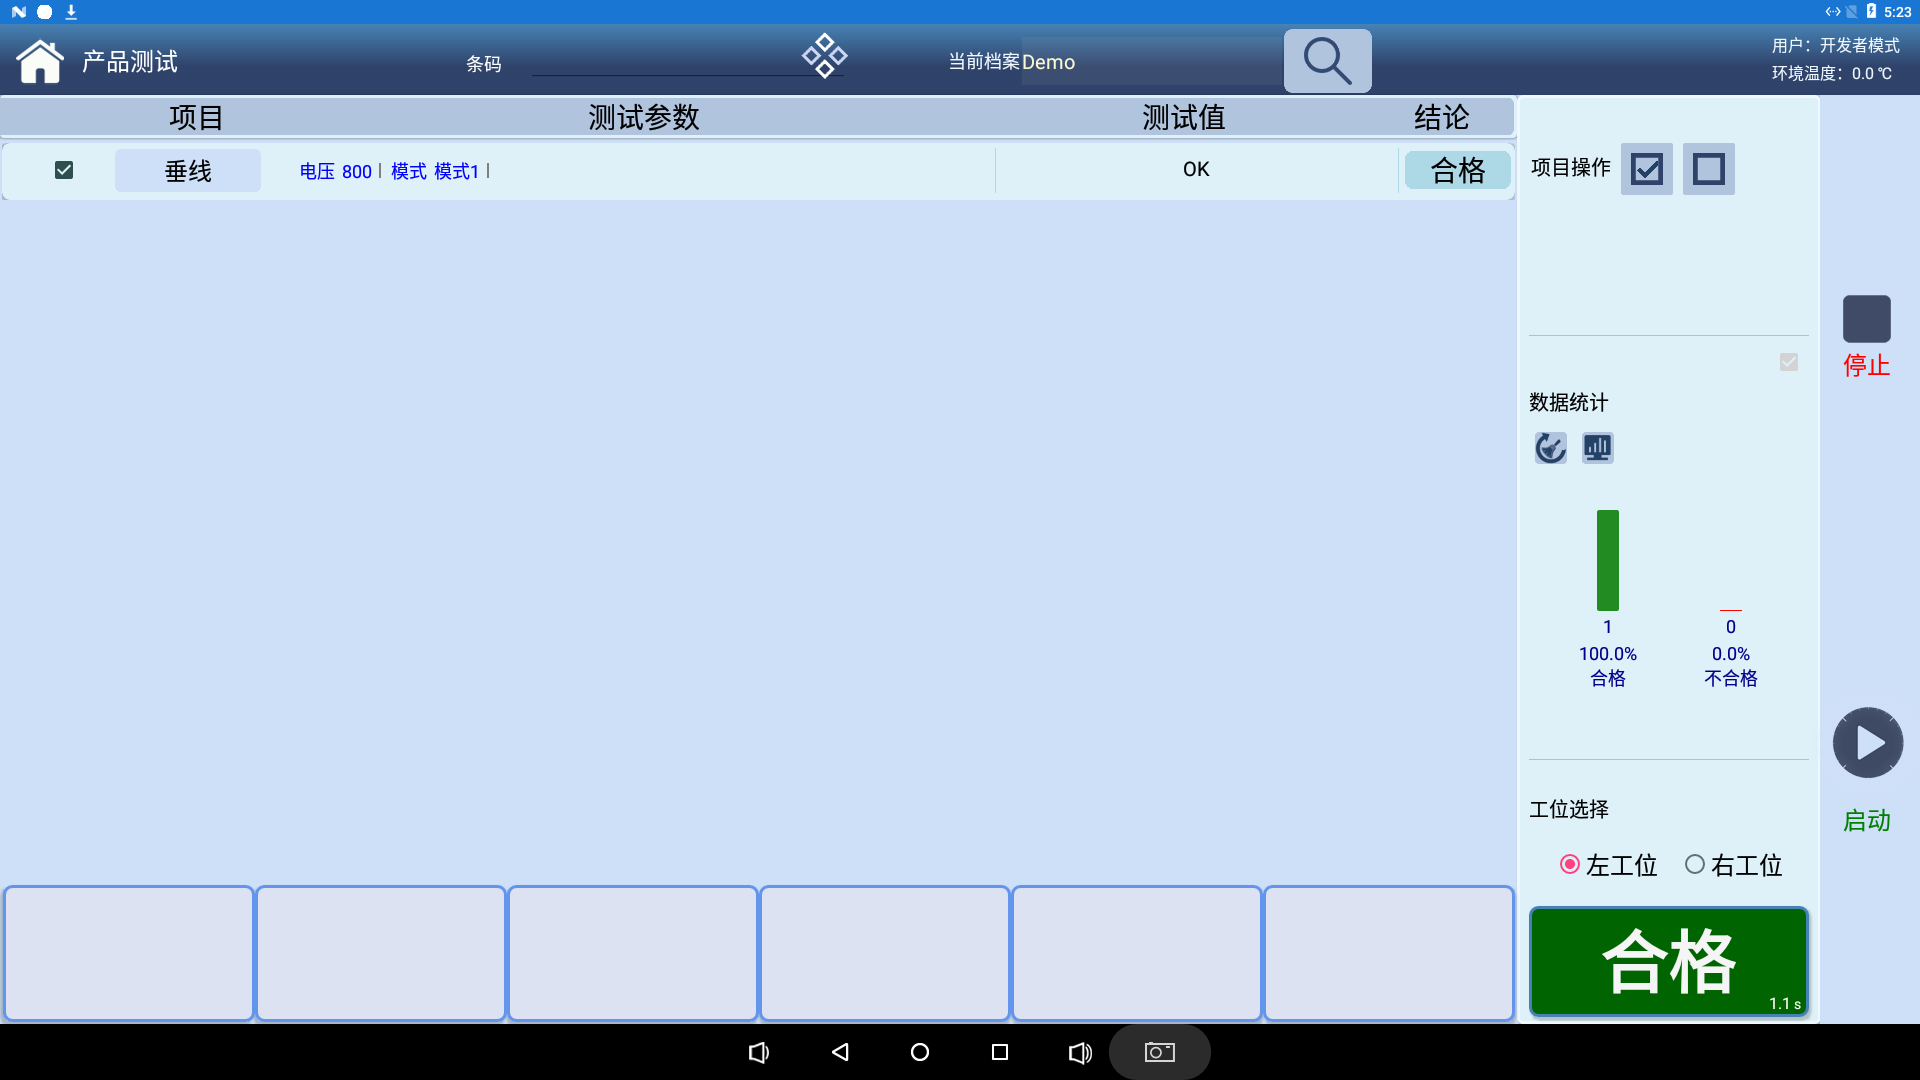 5:23
产品测试
条码
当前档案 Demo
用户：开发者模式
环境温度：0.0 ℃
项目 测试参数 测试值 结论
垂线 电压 800 | 模式 模式1 | OK 合格
项目操作
停止
数据统计
1 0
100.0% 0.0%
合格 不合格
工位选择
启动
左工位 右工位
合格
1.1 s